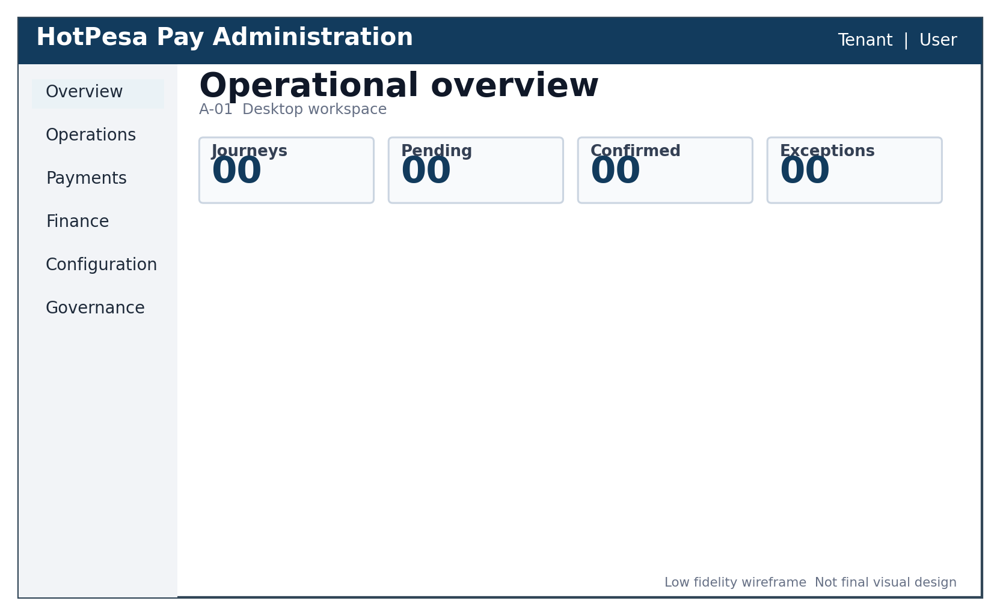 HotPesa Pay Administration
Tenant | User
Overview
Operations
Payments
Finance
Configuration
Governance
Operational overview
A-01 Desktop workspace
Journeys
00
Pending
00
Confirmed
00
Exceptions
00
Low fidelity wireframe Not final visual design